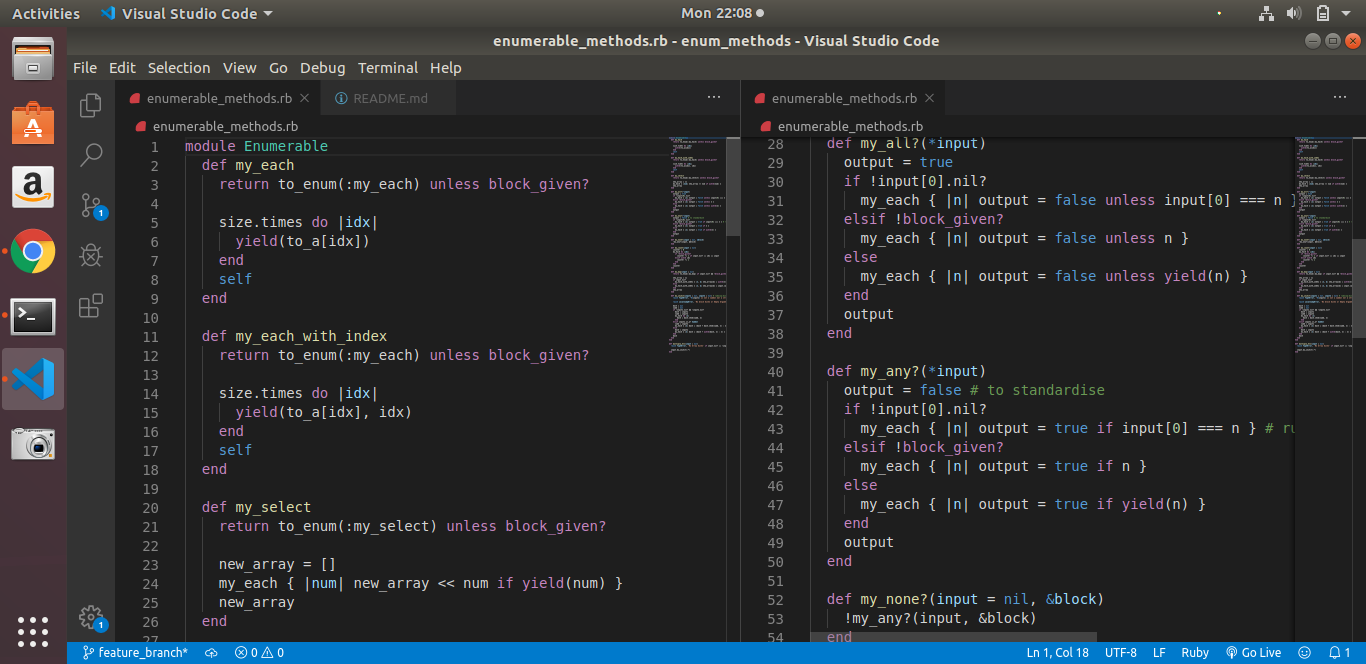 Activities Visual Studio Code Mon 22:08
enumerable_methods.rb - enum_methods - Visual Studio Code
File Edit Selection View Go Debug Terminal Help
enumerable_methods.rb README.md
enumerable_methods.rb
1 module Enumerable
2 def my_each
3 return to_enum(:my_each) unless block_given?
4
5 size.times do |idx|
6 yield(to_a[idx])
7 end
8 self
9 end
10
11 def my_each_with_index
12 return to_enum(:my_each) unless block_given?
13
14 size.times do |idx|
15 yield(to_a[idx], idx)
16 end
17 self
18 end
19
20 def my_select
21 return to_enum(:my_select) unless block_given?
22
23 new_array = []
24 my_each { |num| new_array << num if yield(num) }
25 new_array
26 end
27
enumerable_methods.rb
enumerable_methods.rb
28 def my_all?(*input)
29 output = true
30 if !input[0].nil?
31 my_each { |n| output = false unless input[0] === n }
32 elsif !block_given?
33 my_each { |n| output = false unless n }
34 else
35 my_each { |n| output = false unless yield(n) }
36 end
37 output
38 end
39
40 def my_any?(*input)
41 output = false # to standardise
42 if !input[0].nil?
43 my_each { |n| output = true if input[0] === n } # ru
44 elsif !block_given?
45 my_each { |n| output = true if n }
46 else
47 my_each { |n| output = true if yield(n) }
48 end
49 output
50 end
51
52 def my_none?(input = nil, &block)
53 !my_any?(input, &block)
54 end
1
1
feature_branch* 0 0 Ln 1, Col 18 UTF-8 LF Ruby Go Live 1